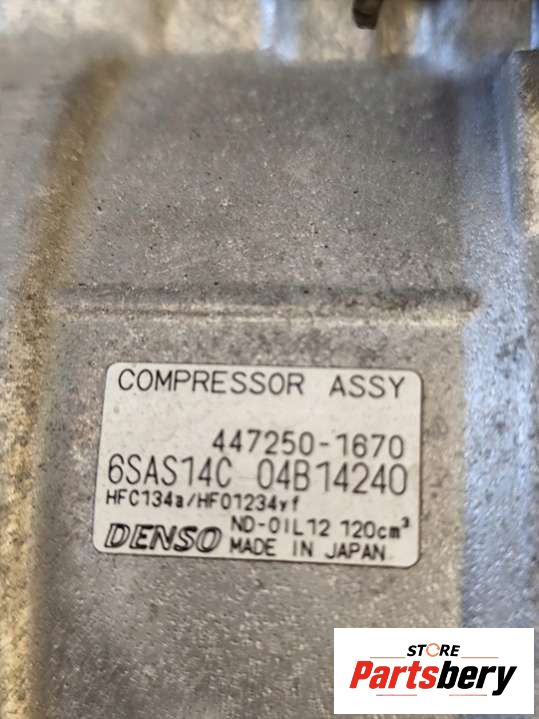 COMPRESSOR ASSY
447250-1670
6SAS14C 04B14240
HFC134a/HFO1234yf
ND-OIL12 120cm³
DENSO MADE IN JAPAN
STORE
Partsbery